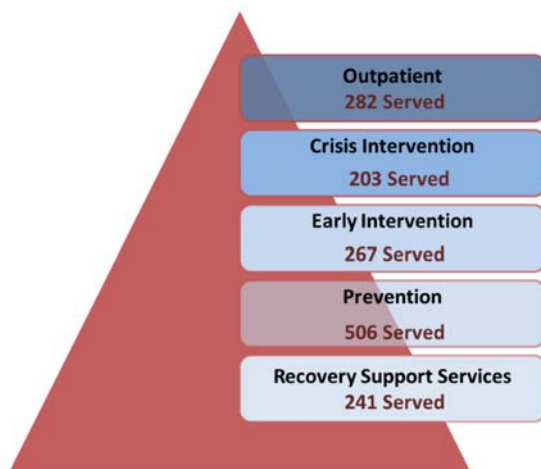 Outpatient
282 Served
Crisis Intervention
203 Served
Early Intervention
267 Served
Prevention
506 Served
Recovery Support Services
241 Served